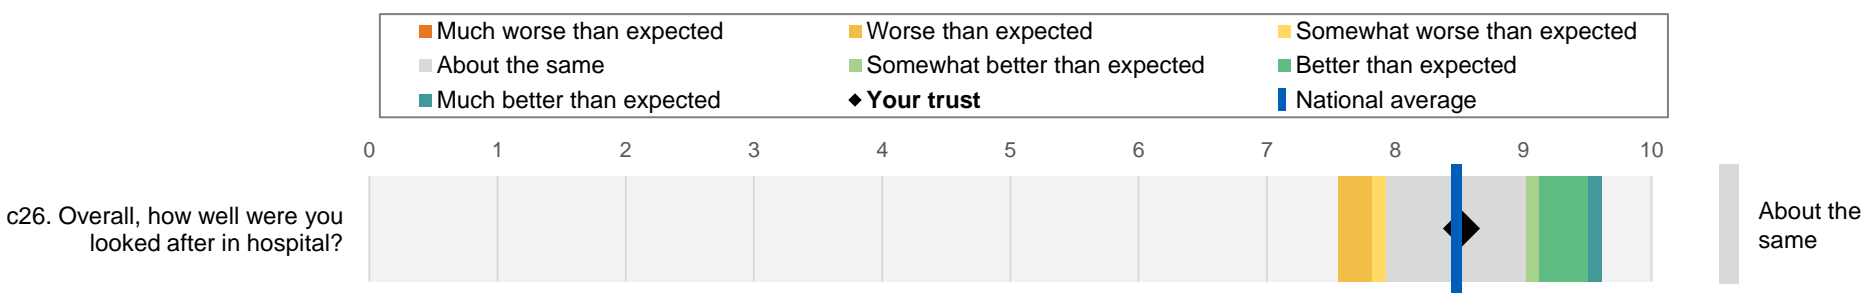 Much worse than expected Worse than expected Somewhat worse than expected
About the same Somewhat better than expected Better than expected
Much better than expected Your trust National average
0 1 2 3 4 5 6 7 8 9 10
c26. Overall, how well were you
looked after in hospital?
About the
same